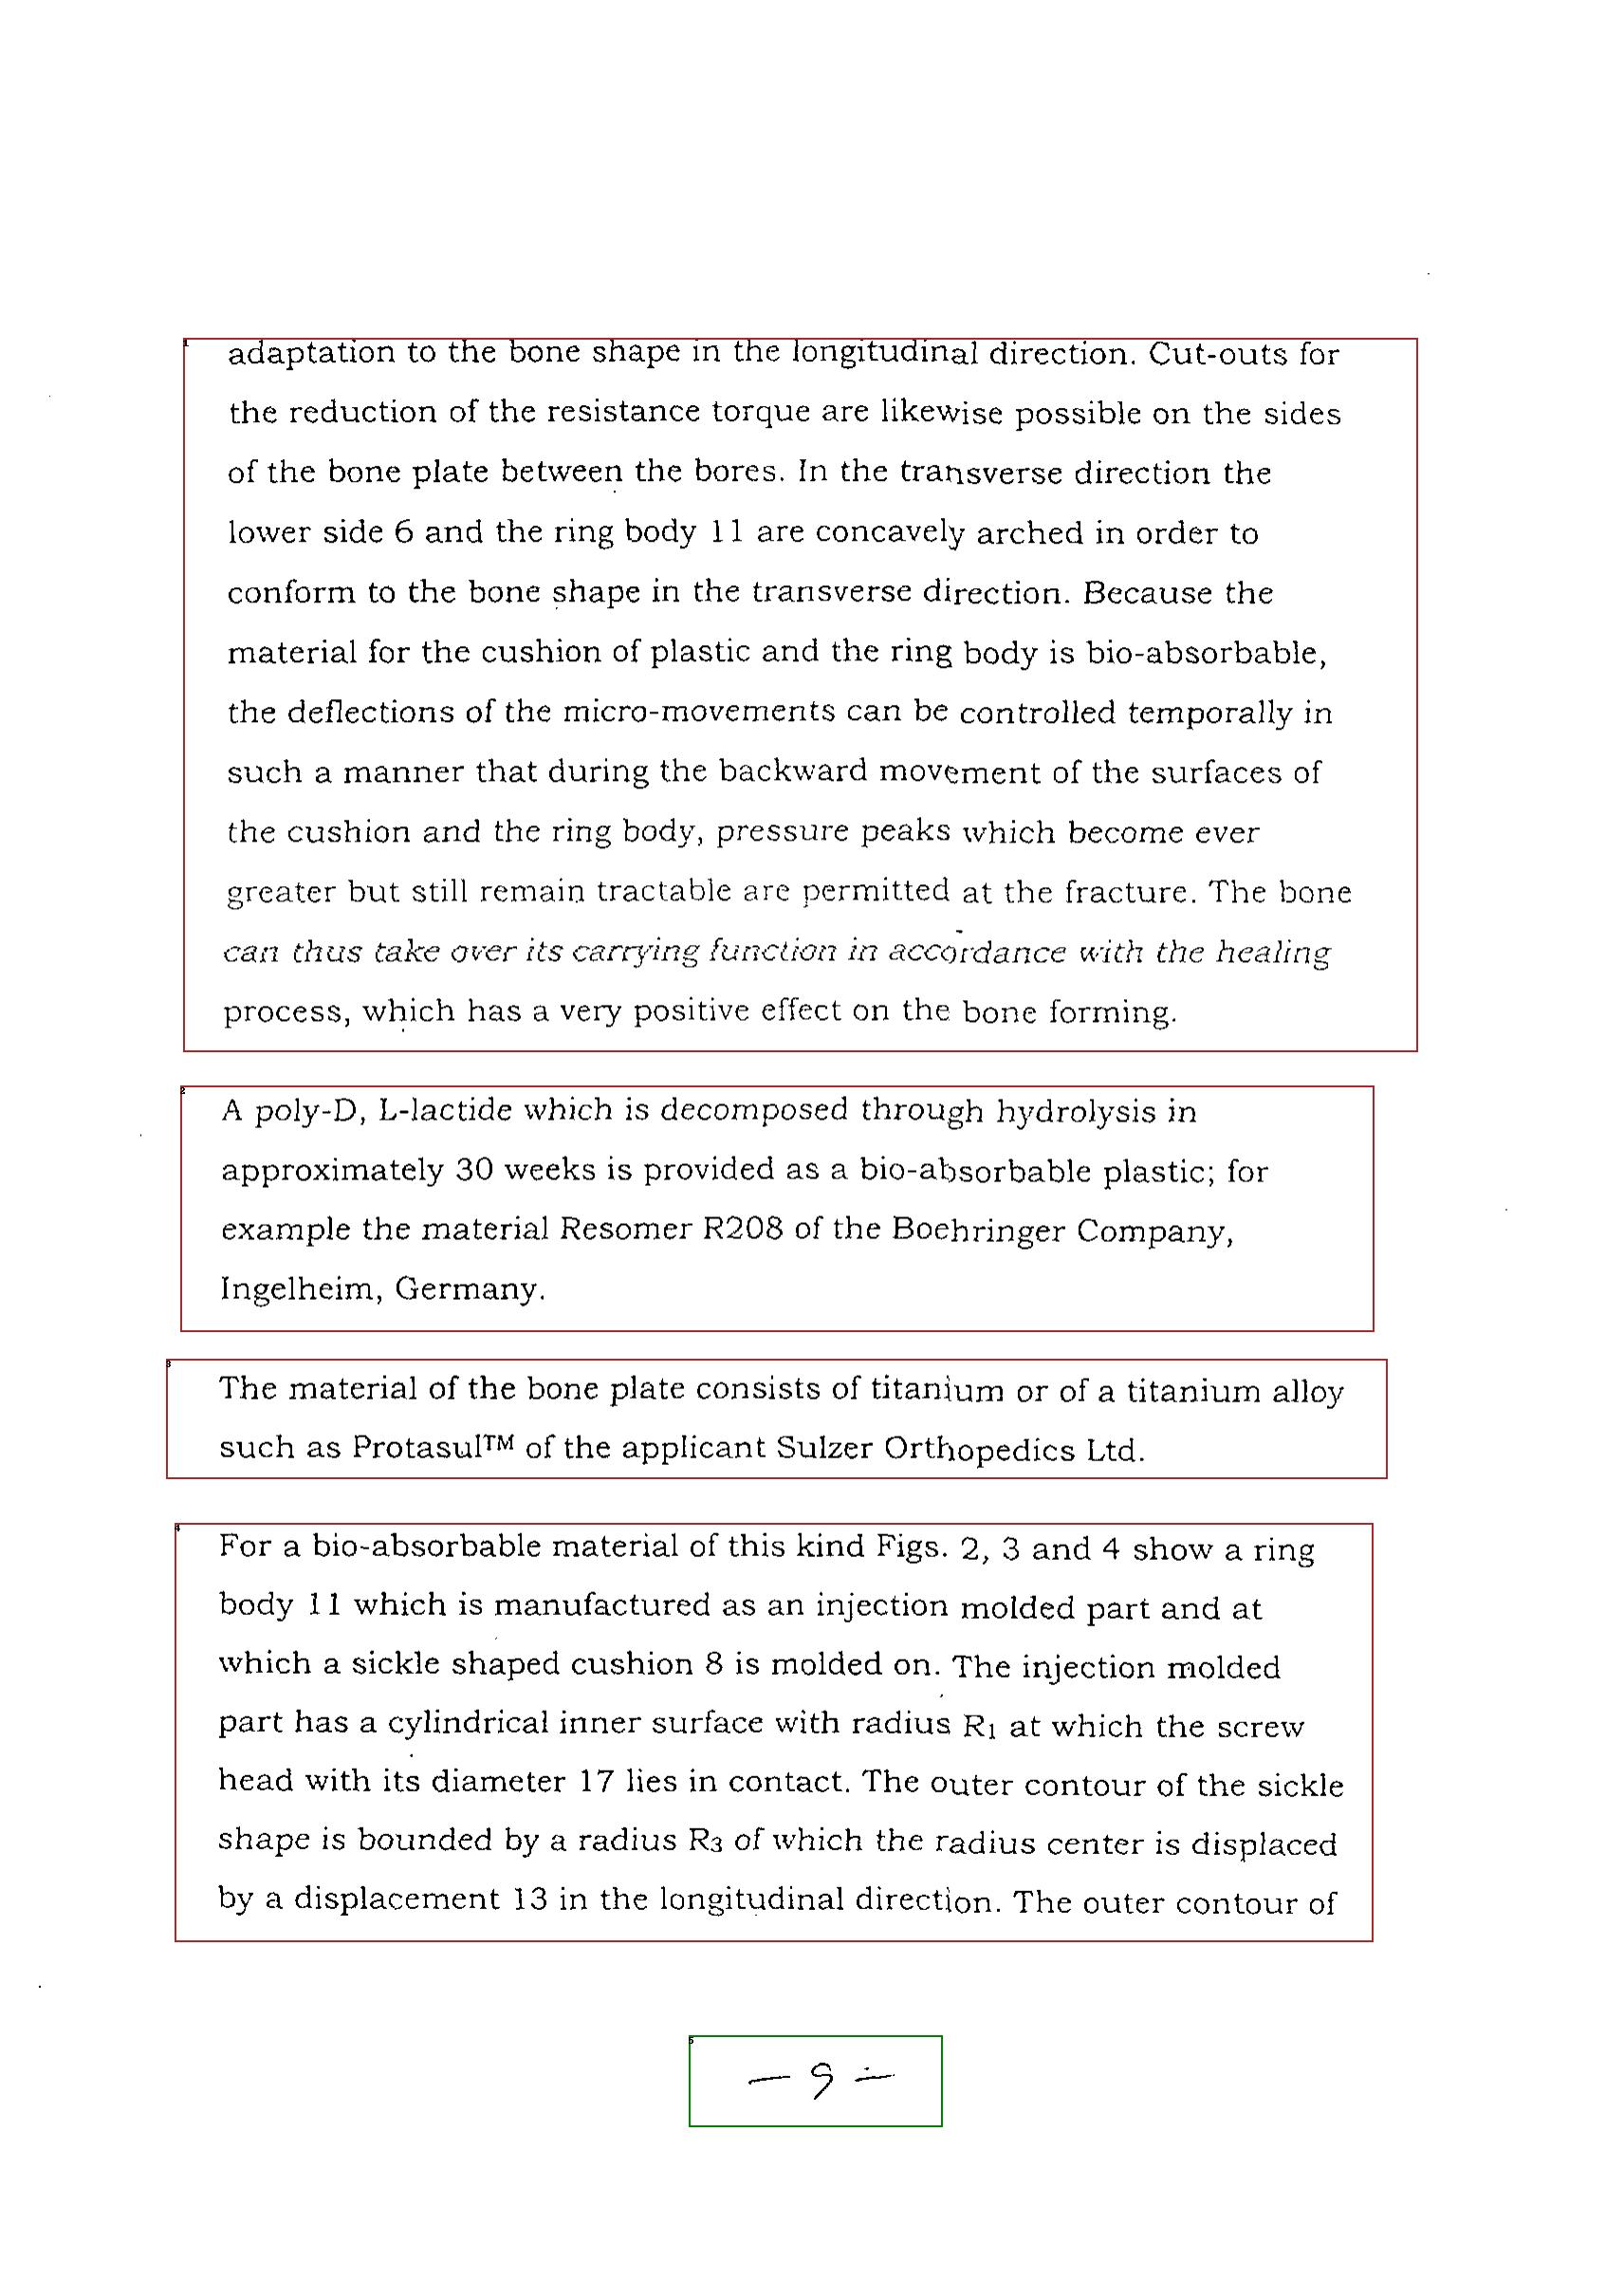 adaptation to the bone shape in the longitudinal direction. Cut-outs for
the reduction of the resistance torque are likewise possible on the sides
of the bone plate between the bores. In the transverse direction the
lower side 6 and the ring body 11 are concavely arched in order to
conform to the bone shape in the transverse direction. Because the
material for the cushion of plastic and the ring body is bio-absorbable,
the deflections of the micro-movements can be controlled temporally in
such a manner that during the backward movement of the surfaces of
the cushion and the ring body, pressure peaks which become ever
greater but still remain tractable are permitted at the fracture. The bone
can thus take over its carrying function in accordance with the healing
process, which has a very positive effect on the bone forming.
A poly-D, L-lactide which is decomposed through hydrolysis in
approximately 30 weeks is provided as a bio-absorbable plastic; for
example the material Resomer R208 of the Boehringer Company,
Ingelheim, Germany.
The material of the bone plate consists of titanium or of a titanium alloy
such as Protasul™ of the applicant Sulzer Orthopedics Ltd.
For a bio-absorbable material of this kind Figs. 2, 3 and 4 show a ring
body 11 which is manufactured as an injection molded part and at
which a sickle shaped cushion 8 is molded on. The injection molded
part has a cylindrical inner surface with radius R1 at which the screw
head with its diameter 17 lies in contact. The outer contour of the sickle
shape is bounded by a radius R3 of which the radius center is displaced
by a displacement 13 in the longitudinal direction. The outer contour of
— 9 —